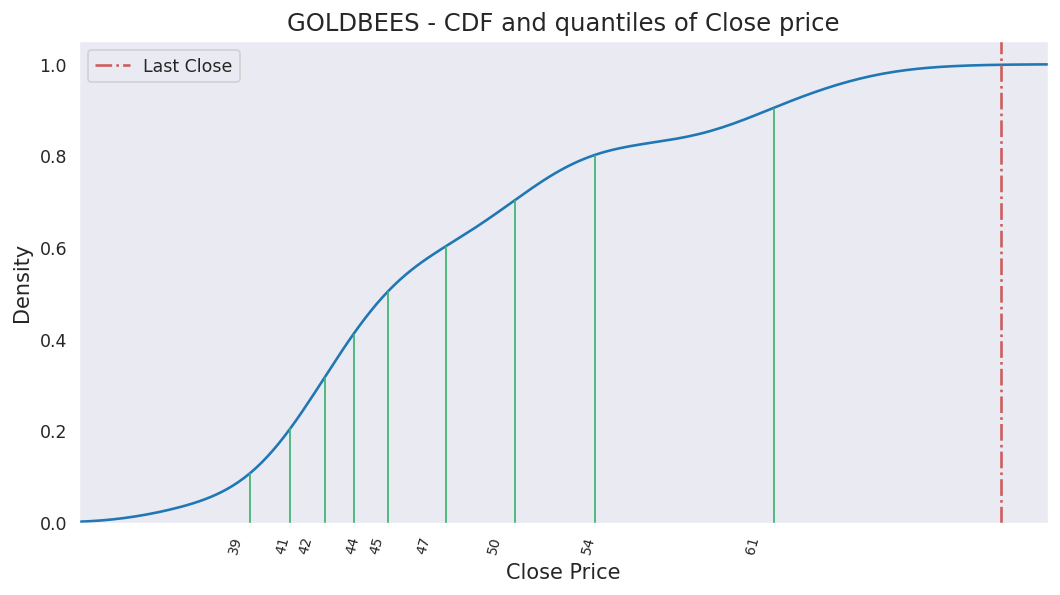 GOLDBEES - CDF and quantiles of Close price
Last Close
Density
1.0
0.8
0.6
0.4
0.2
0.0
39 41 42 44 45 47 50 54 61
Close Price